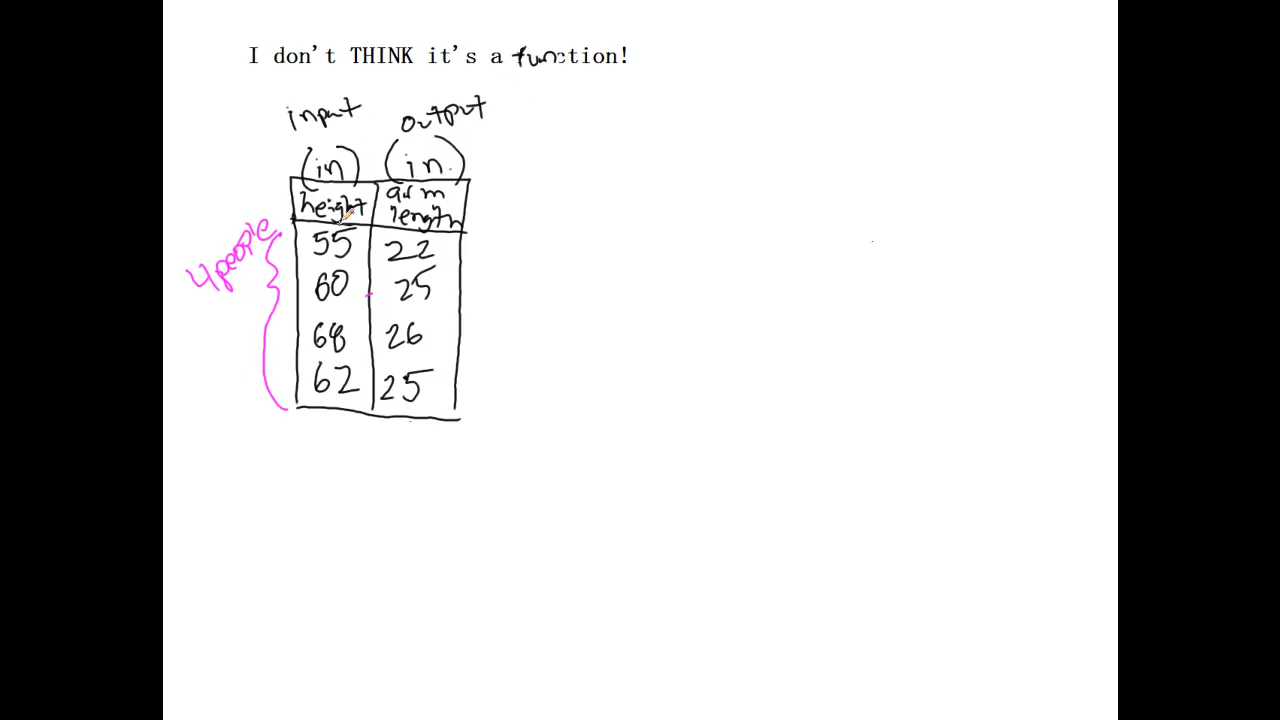 I don't THINK it's a function!
input output
(in) (in)
height arm length
4 people
55 22
60 25
68 26
62 25